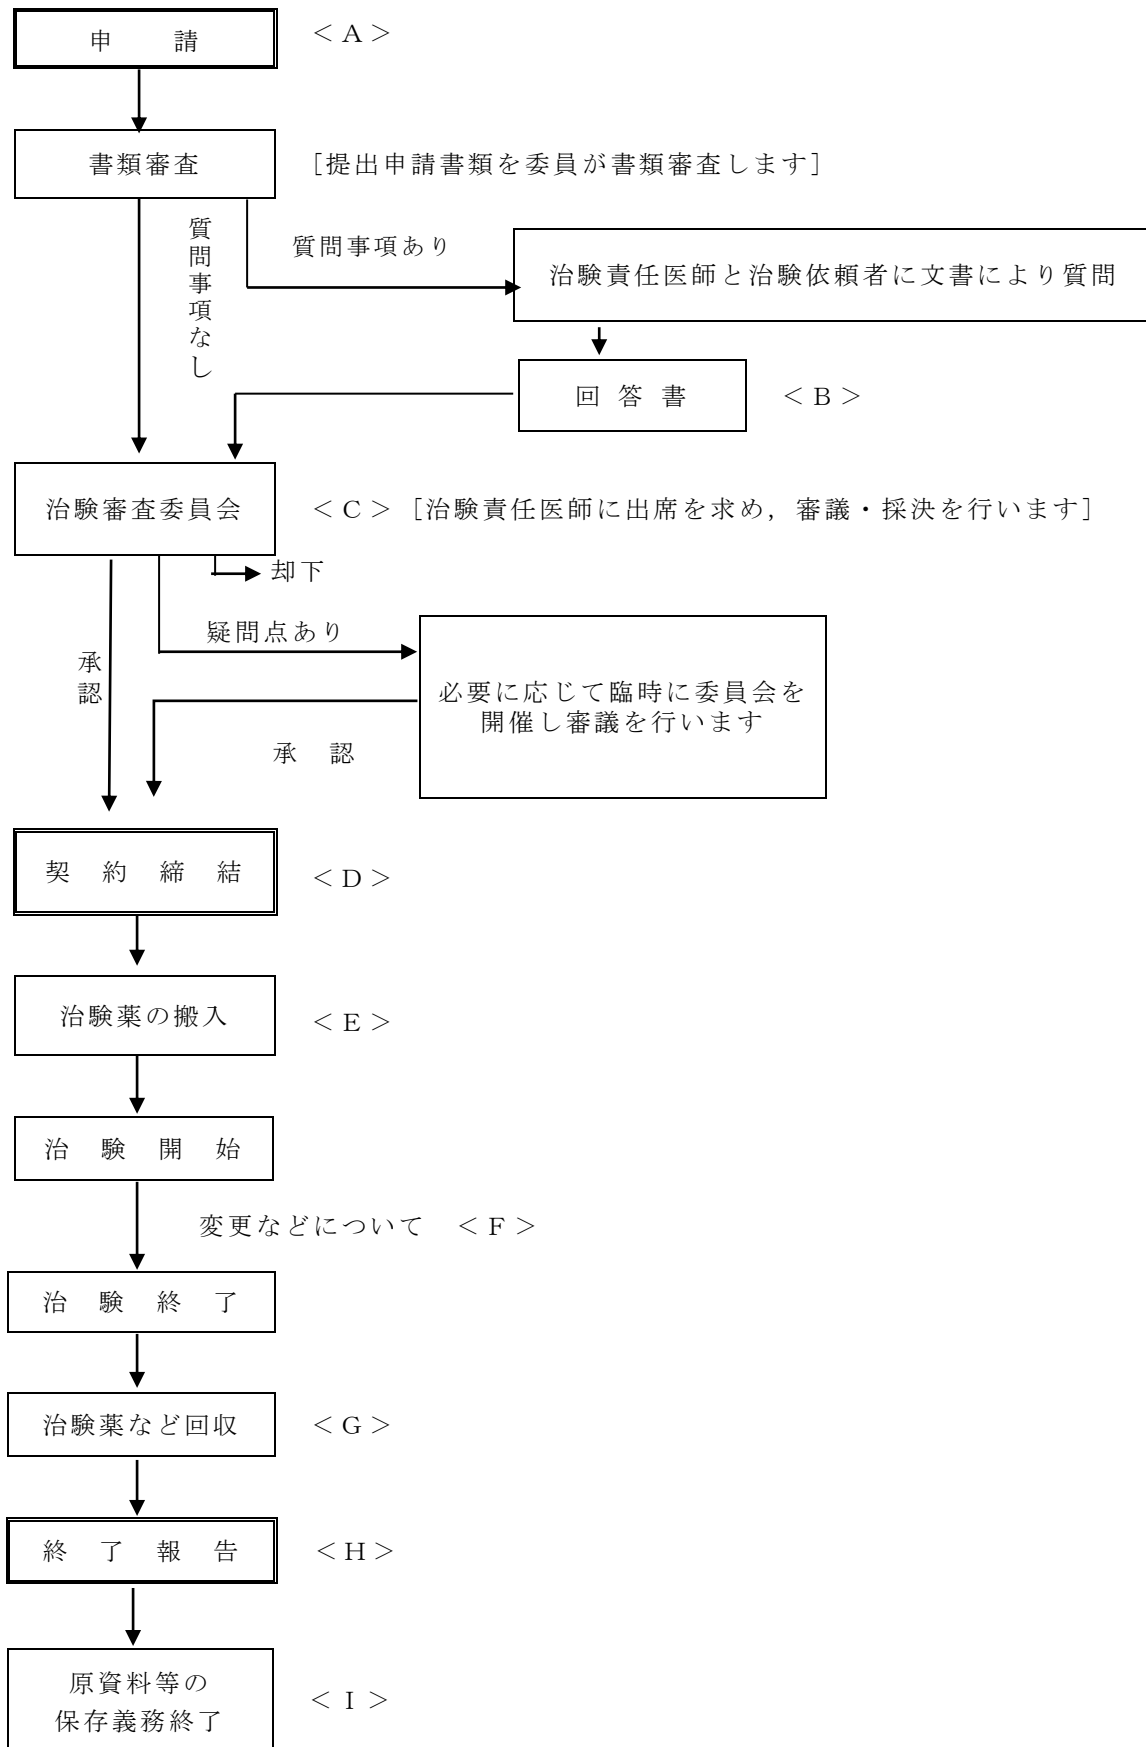 申　　請
＜Ａ＞
書類審査
［提出申請書類を委員が書類審査します］
質問事項なし
質問事項あり
治験責任医師と治験依頼者に文書により質問
回 答 書
＜Ｂ＞
治験審査委員会
＜Ｃ＞［治験責任医師に出席を求め，審議・採決を行います］
却下
疑問点あり
承認
必要に応じて臨時に委員会を
開催し審議を行います
承　認
契　約　締　結
＜Ｄ＞
治験薬の搬入
＜Ｅ＞
治　験　開　始
変更などについて　＜Ｆ＞
治　験　終　了
治験薬など回収
＜Ｇ＞
終　了　報　告
＜Ｈ＞
原資料等の
保存義務終了
＜Ｉ＞